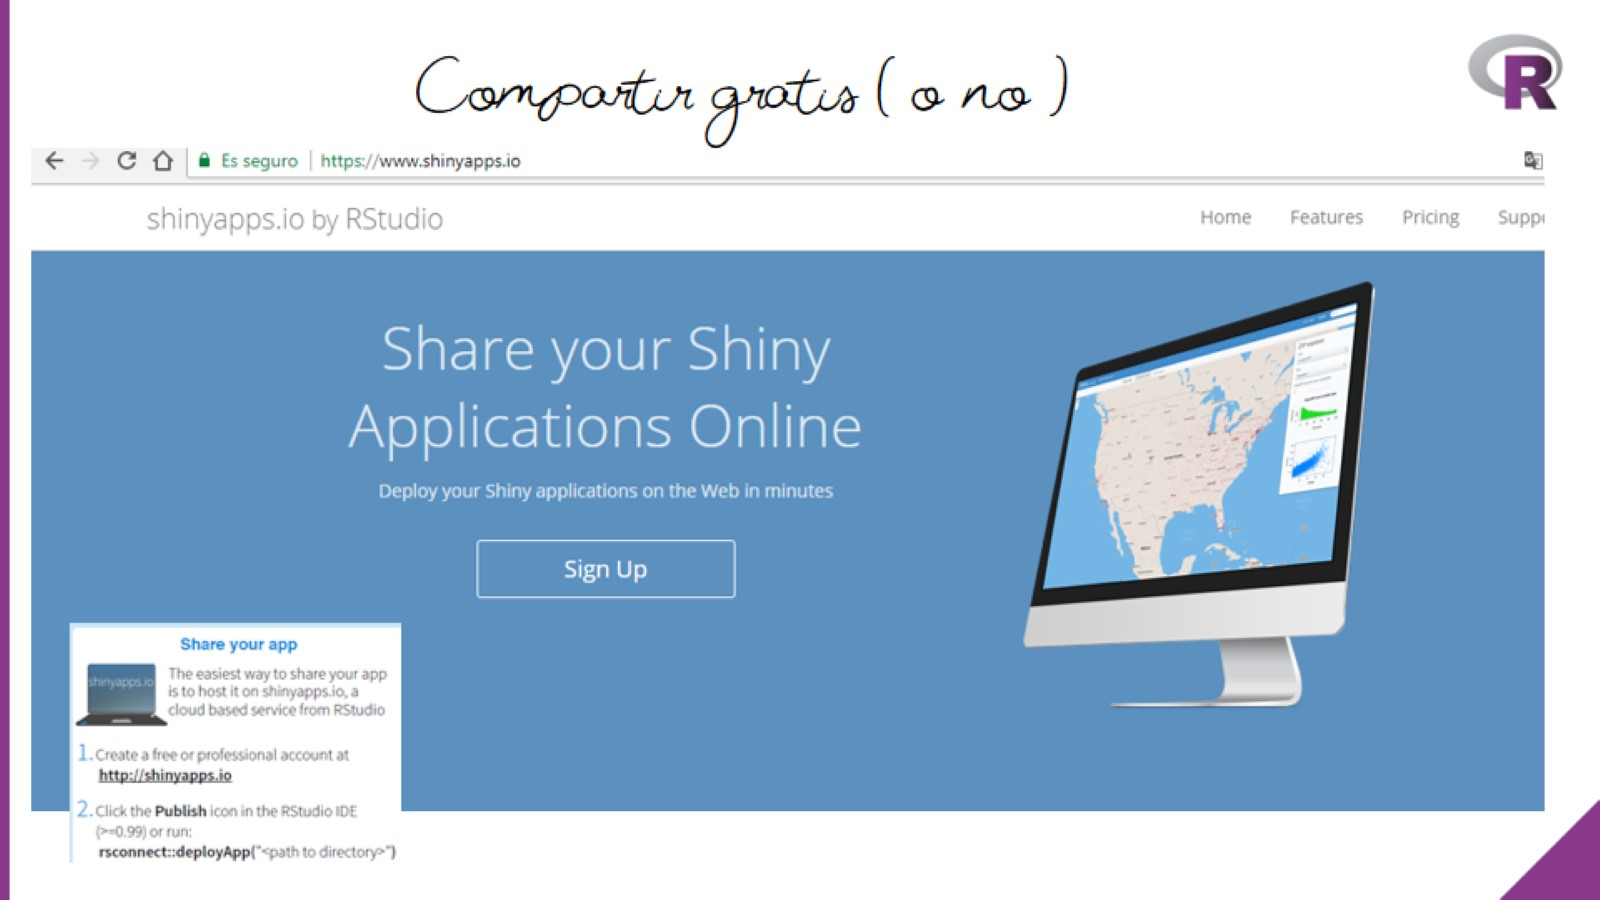 Compartir gratis ( o no )
R
Es seguro | https://www.shinyapps.io
shinyapps.io by RStudio
Home Features Pricing Suppo
Share your Shiny
Applications Online
Deploy your Shiny applications on the Web in minutes
Sign Up
Share your app
shinyapps.io
The easiest way to share your app
is to host it on shinyapps.io, a
cloud based service from RStudio
1. Create a free or professional account at
http://shinyapps.io
2. Click the Publish icon in the RStudio IDE
(>=0.99) or run:
rsconnect::deployApp("<path to directory>")